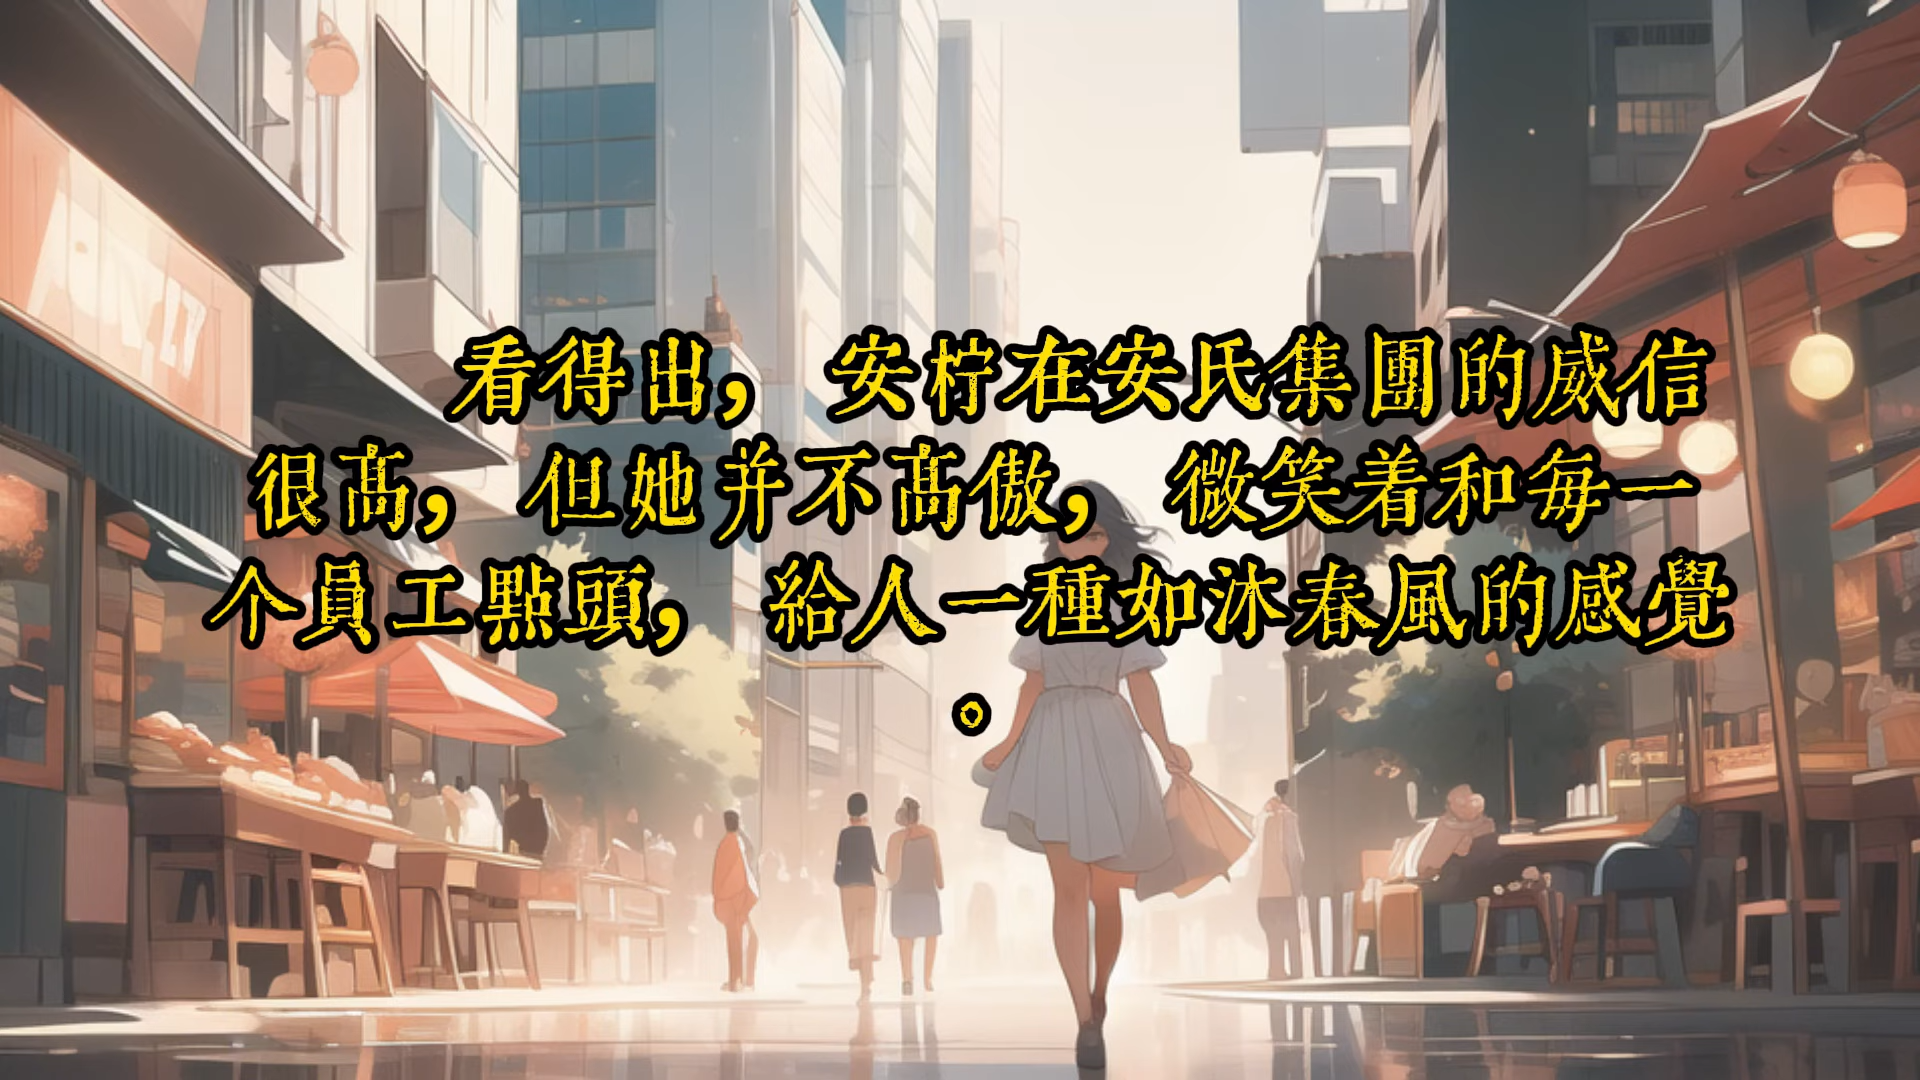 看得出，安柠在安氏集團的威信
很高，但她并不高傲，微笑着和每一
个員工點頭，給人一種如沐春風的感覺
。